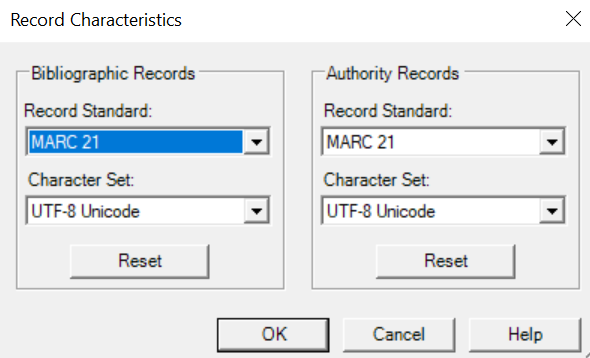 Record Characteristics
Bibliographic Records
Record Standard:
MARC 21
Character Set:
UTF-8 Unicode
Reset
Authority Records
Record Standard:
MARC 21
Character Set:
UTF-8 Unicode
Reset
OK
Cancel
Help